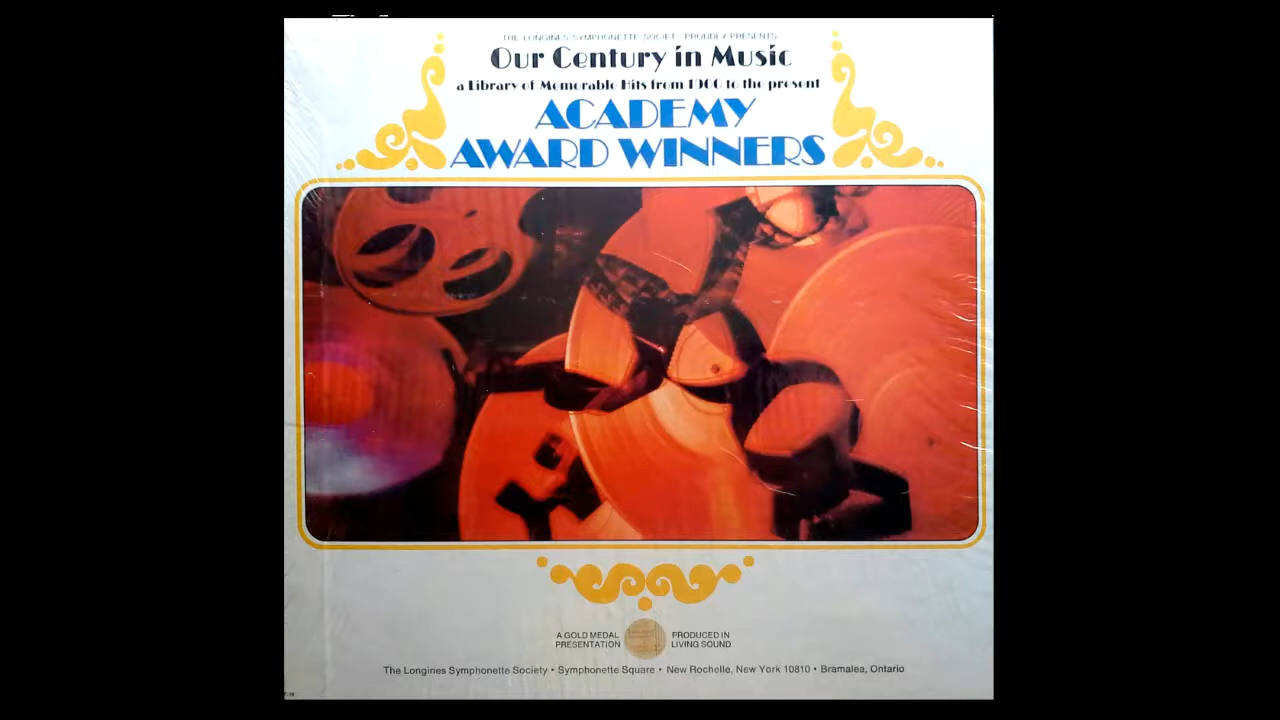 THE LONGINES SYMPHONETTE SOCIETY PROUDLY PRESENTS
Our Century in Music
a Library of Memorable Hits from 1900 to the present
ACADEMY
AWARD WINNERS
A GOLD MEDAL PRESENTATION
PRODUCED IN LIVING SOUND
The Longines Symphonette Society • Symphonette Square • New Rochelle, New York 10810 • Bramalea, Ontario